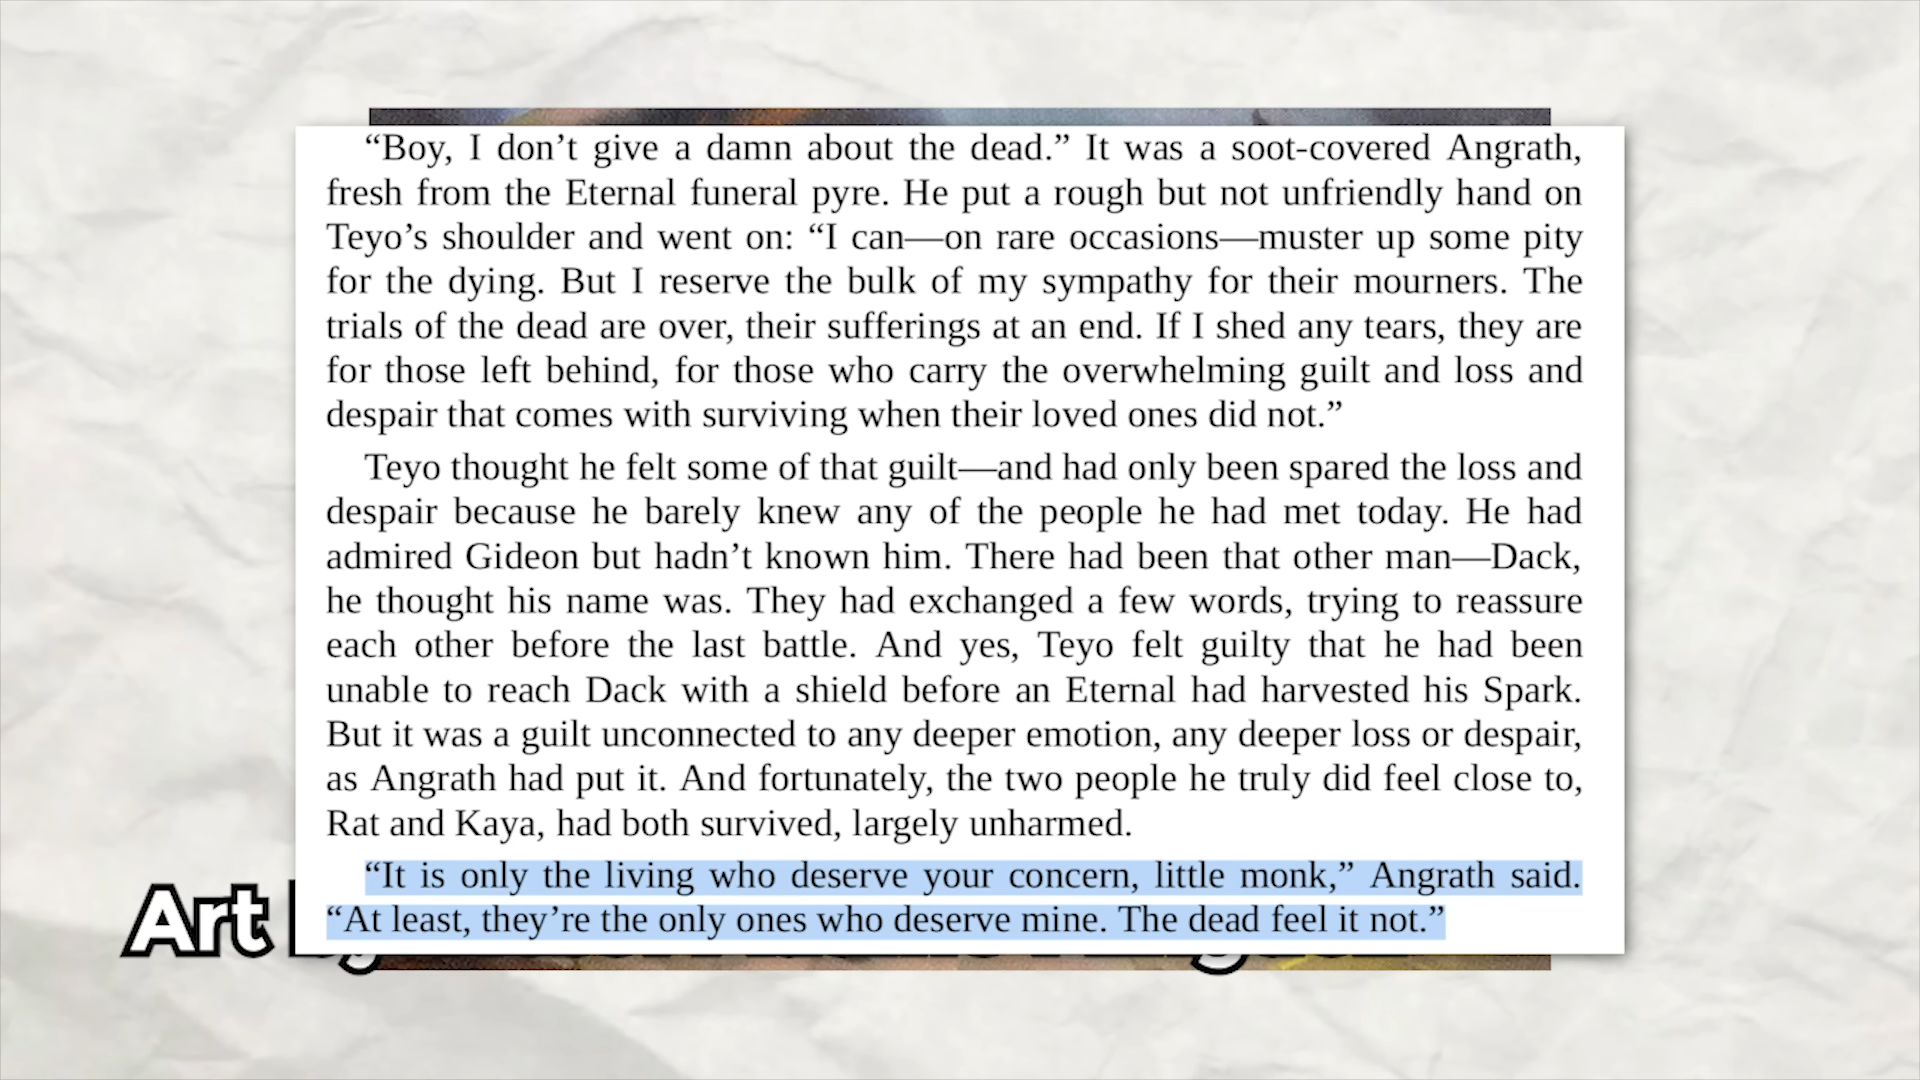 “Boy, I don’t give a damn about the dead.” It was a soot-covered Angrath,
fresh from the Eternal funeral pyre. He put a rough but not unfriendly hand on
Teyo’s shoulder and went on: “I can—on rare occasions—muster up some pity
for the dying. But I reserve the bulk of my sympathy for their mourners. The
trials of the dead are over, their sufferings at an end. If I shed any tears, they are
for those left behind, for those who carry the overwhelming guilt and loss and
despair that comes with surviving when their loved ones did not.”
Teyo thought he felt some of that guilt—and had only been spared the loss and
despair because he barely knew any of the people he had met today. He had
admired Gideon but hadn’t known him. There had been that other man—Dack,
he thought his name was. They had exchanged a few words, trying to reassure
each other before the last battle. And yes, Teyo felt guilty that he had been
unable to reach Dack with a shield before an Eternal had harvested his Spark.
But it was a guilt unconnected to any deeper emotion, any deeper loss or despair,
as Angrath had put it. And fortunately, the two people he truly did feel close to,
Rat and Kaya, had both survived, largely unharmed.
“It is only the living who deserve your concern, little monk,” Angrath said.
“At least, they’re the only ones who deserve mine. The dead feel it not.”
Art